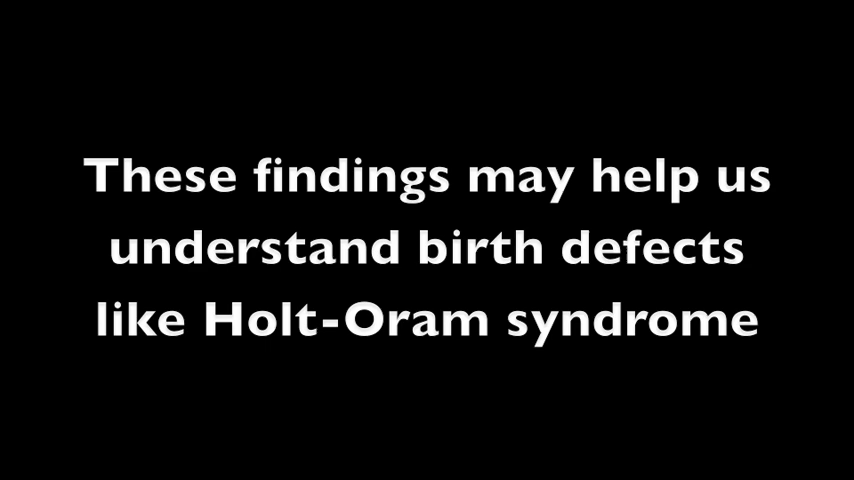 These findings may help us
understand birth defects
like Holt-Oram syndrome